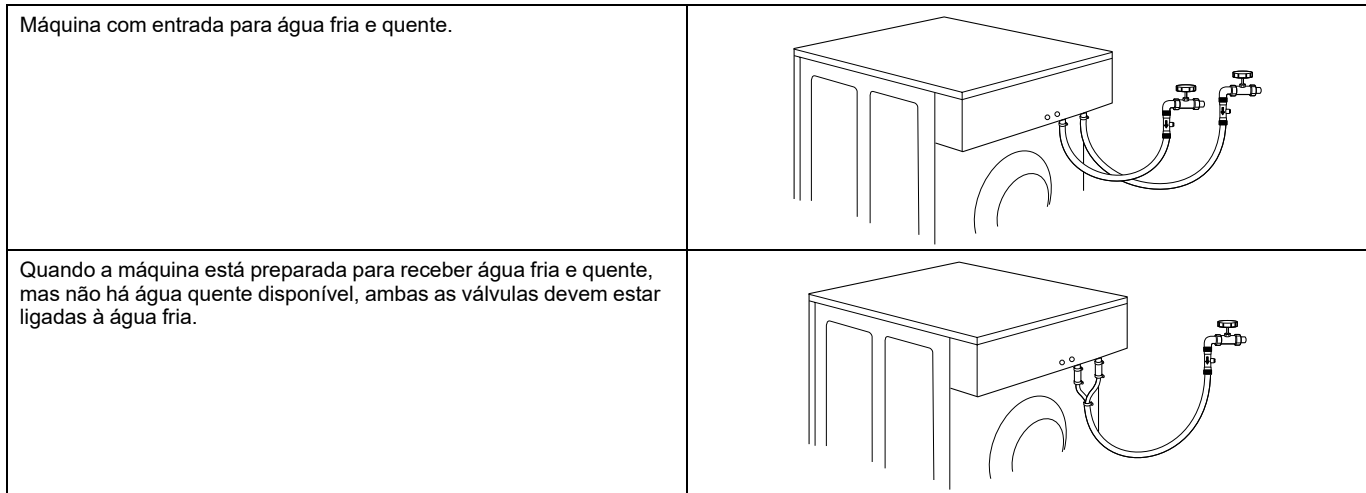 Máquina com entrada para água fria e quente.
Quando a máquina está preparada para receber água fria e quente,
mas não há água quente disponível, ambas as válvulas devem estar
ligadas à água fria.